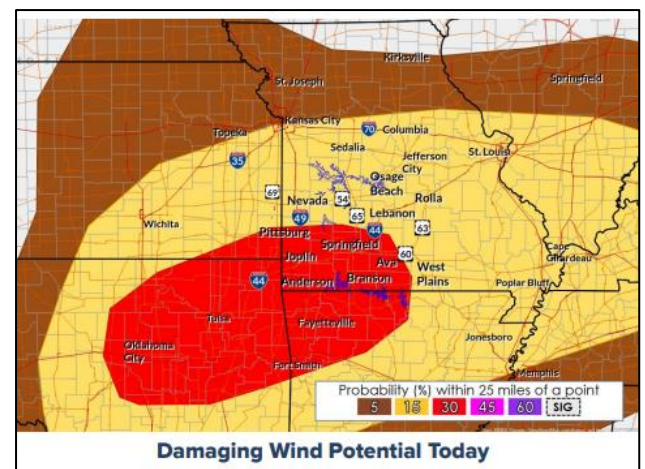 Kirksville
St. Joseph
Springfield
Kansas City
70
Columbia
Topeka
Sedalia
Jefferson
City
St. Louis
35
Osage
Beach
69
Nevada
54
Rolla
49
65
Lebanon
63
Wichita
Pittsburg
44
Springfield
Cape
Girardeau
Joplin
Ava
60
West
Plains
44
Anderson
Branson
Poplar Bluff
Tulsa
Fayetteville
Oklahoma
City
Jonesboro
Fort Smith
Memphis
Probability (%) within 25 miles of a point
5 15 30 45 60 SIG
Damaging Wind Potential Today